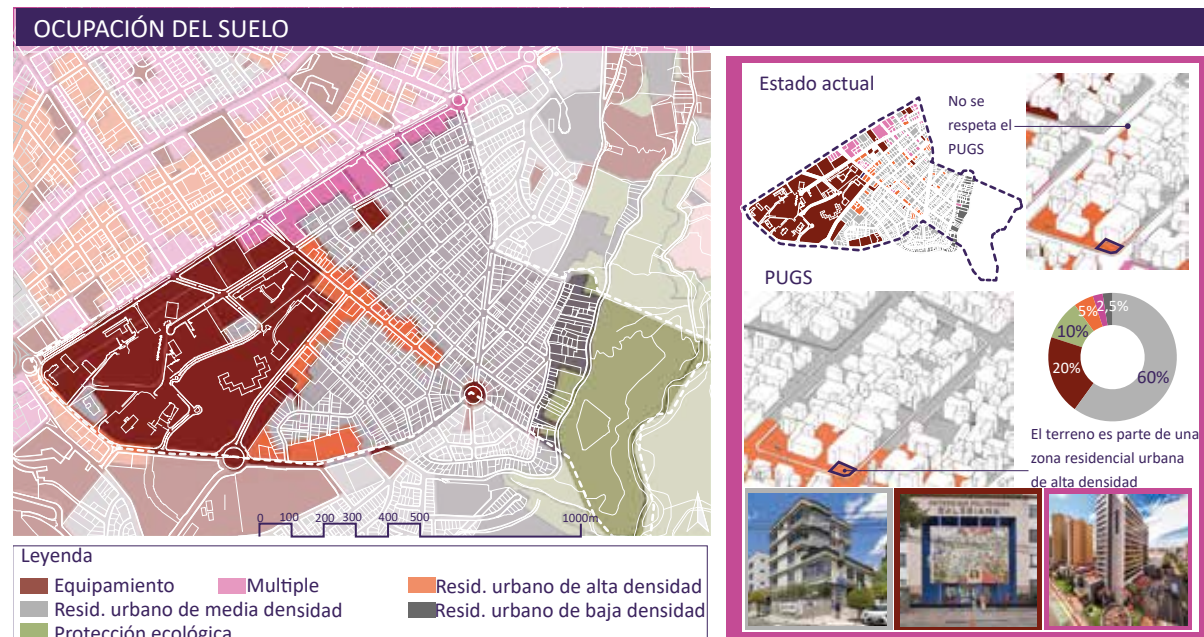 OCUPACIÓN DEL SUELO
0 100 200 300 400 500 1000m
Leyenda
Equipamiento
Multiple
Resid. urbano de alta densidad
Resid. urbano de media densidad
Resid. urbano de baja densidad
Protección ecológica
Estado actual
No se
respeta el
PUGS
PUGS
5%
2,5%
10%
20%
60%
El terreno es parte de una
zona residencial urbana
de alta densidad
SALESIANA